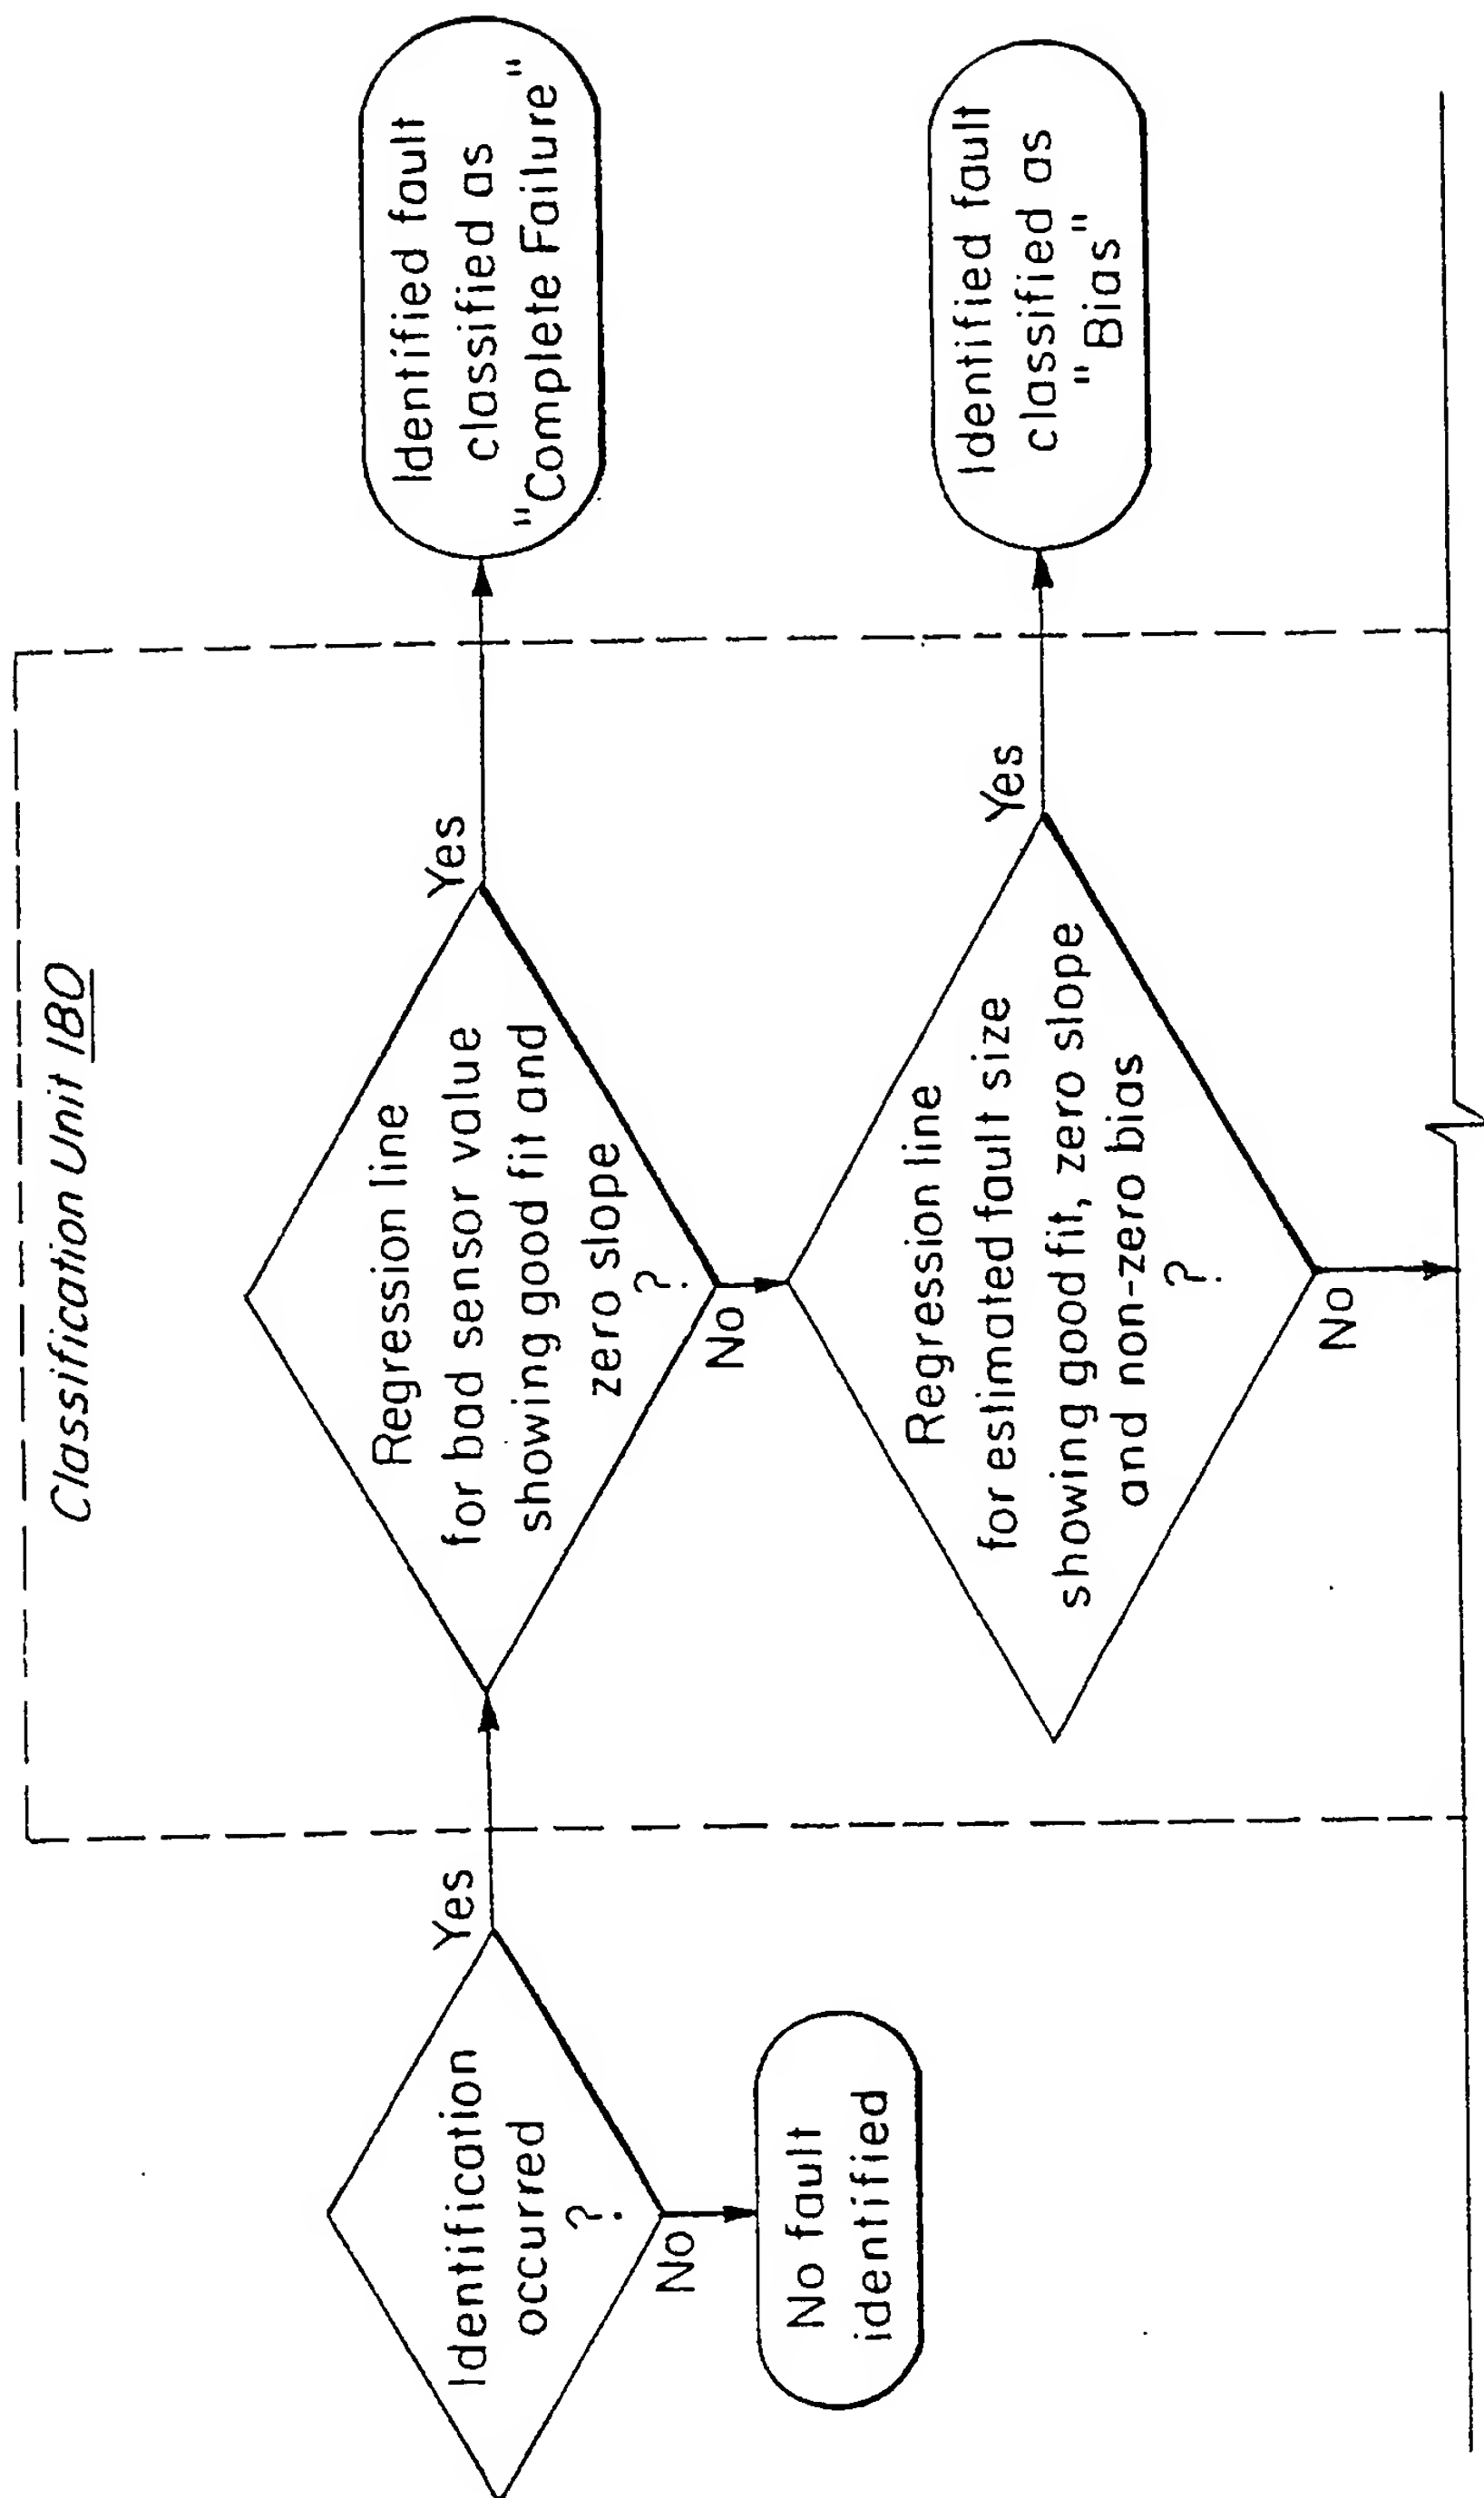 Classification Unit 180
Identification
occurred
?
Yes
No
No fault
identified
Regression line
for bad sensor value
showing good fit and
zero slope
?
Yes
No
Identified fault
classified as
"Complete Failure"
Regression line
for estimated fault size
showing good fit, zero slope
and non-zero bias
?
Yes
No
Identified fault
classified as
"Bias"